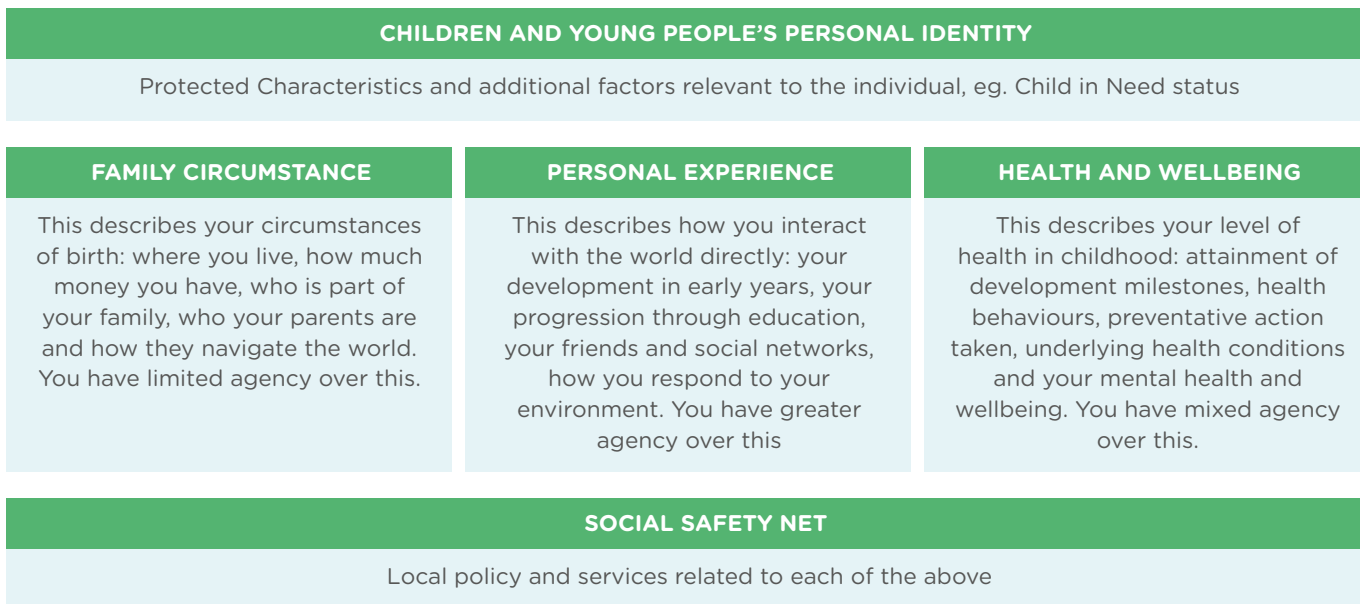 CHILDREN AND YOUNG PEOPLE’S PERSONAL IDENTITY
Protected Characteristics and additional factors relevant to the individual, eg. Child in Need status
FAMILY CIRCUMSTANCE
This describes your circumstances
of birth: where you live, how much
money you have, who is part of
your family, who your parents are
and how they navigate the world.
You have limited agency over this.
PERSONAL EXPERIENCE
This describes how you interact
with the world directly: your
development in early years, your
progression through education,
your friends and social networks,
how you respond to your
environment. You have greater
agency over this
HEALTH AND WELLBEING
This describes your level of
health in childhood: attainment of
development milestones, health
behaviours, preventative action
taken, underlying health conditions
and your mental health and
wellbeing. You have mixed agency
over this.
SOCIAL SAFETY NET
Local policy and services related to each of the above